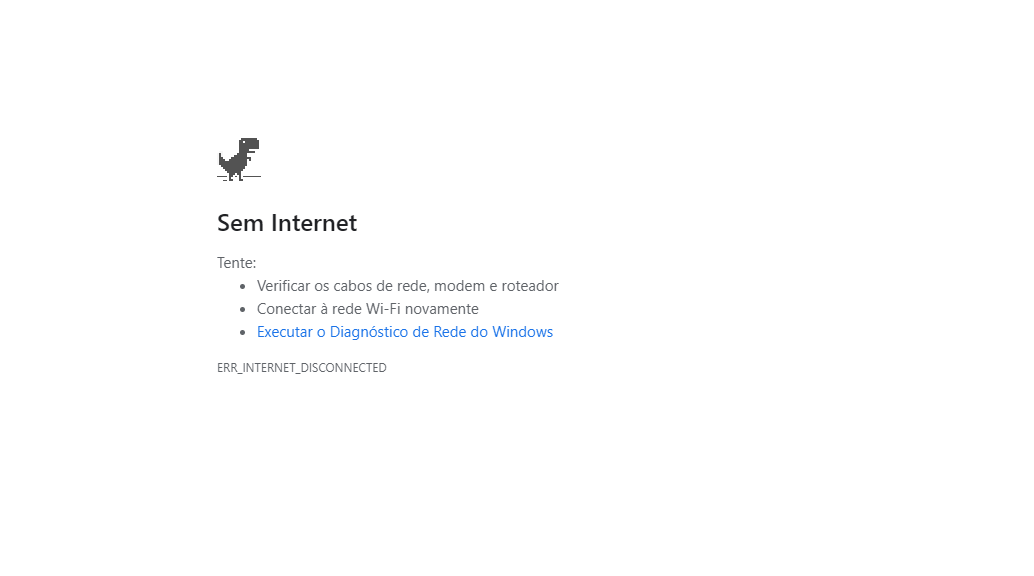 Sem Internet
Tente:
Verificar os cabos de rede, modem e roteador
Conectar à rede Wi-Fi novamente
Executar o Diagnóstico de Rede do Windows
ERR_INTERNET_DISCONNECTED